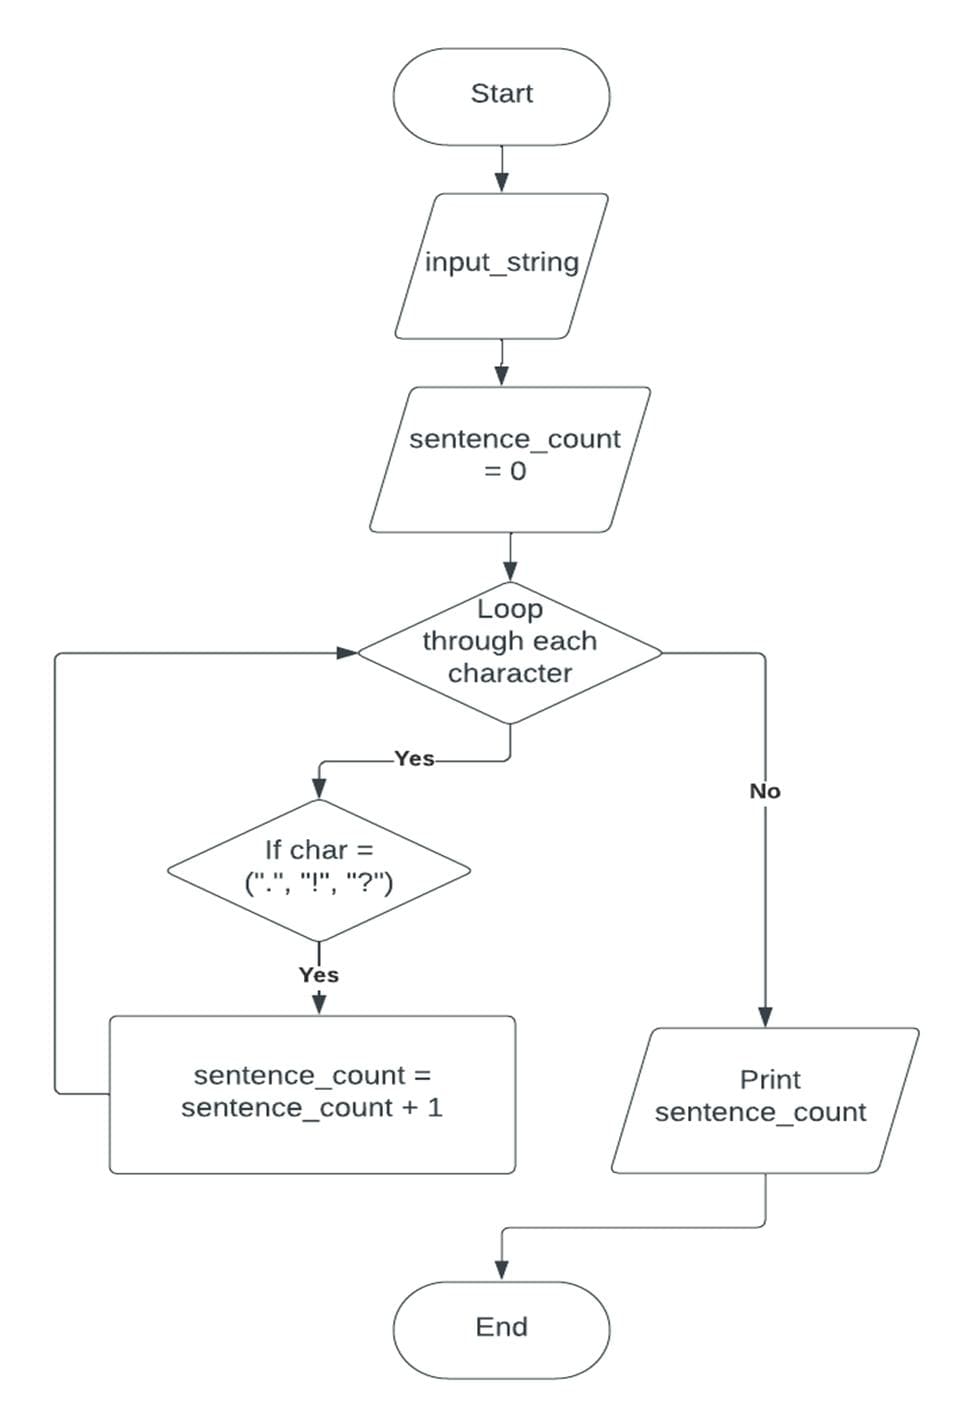 Start
input_string
sentence_count
= 0
Loop
through each
character
Yes
No
If char =
(".", "!", "?")
Yes
sentence_count =
sentence_count + 1
Print
sentence_count
End